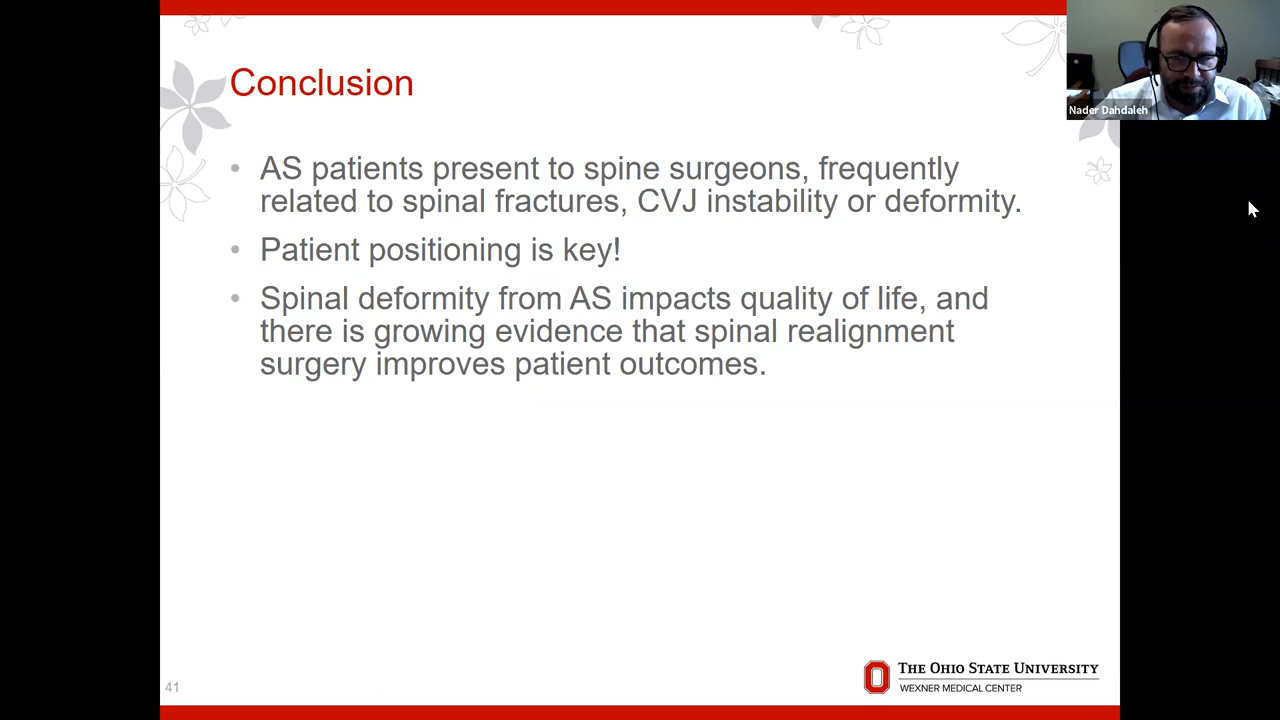 Conclusion
• AS patients present to spine surgeons, frequently
related to spinal fractures, CVJ instability or deformity.
• Patient positioning is key!
• Spinal deformity from AS impacts quality of life, and
there is growing evidence that spinal realignment
surgery improves patient outcomes.
Nader Dahdaleh
41
THE OHIO STATE UNIVERSITY
WEXNER MEDICAL CENTER